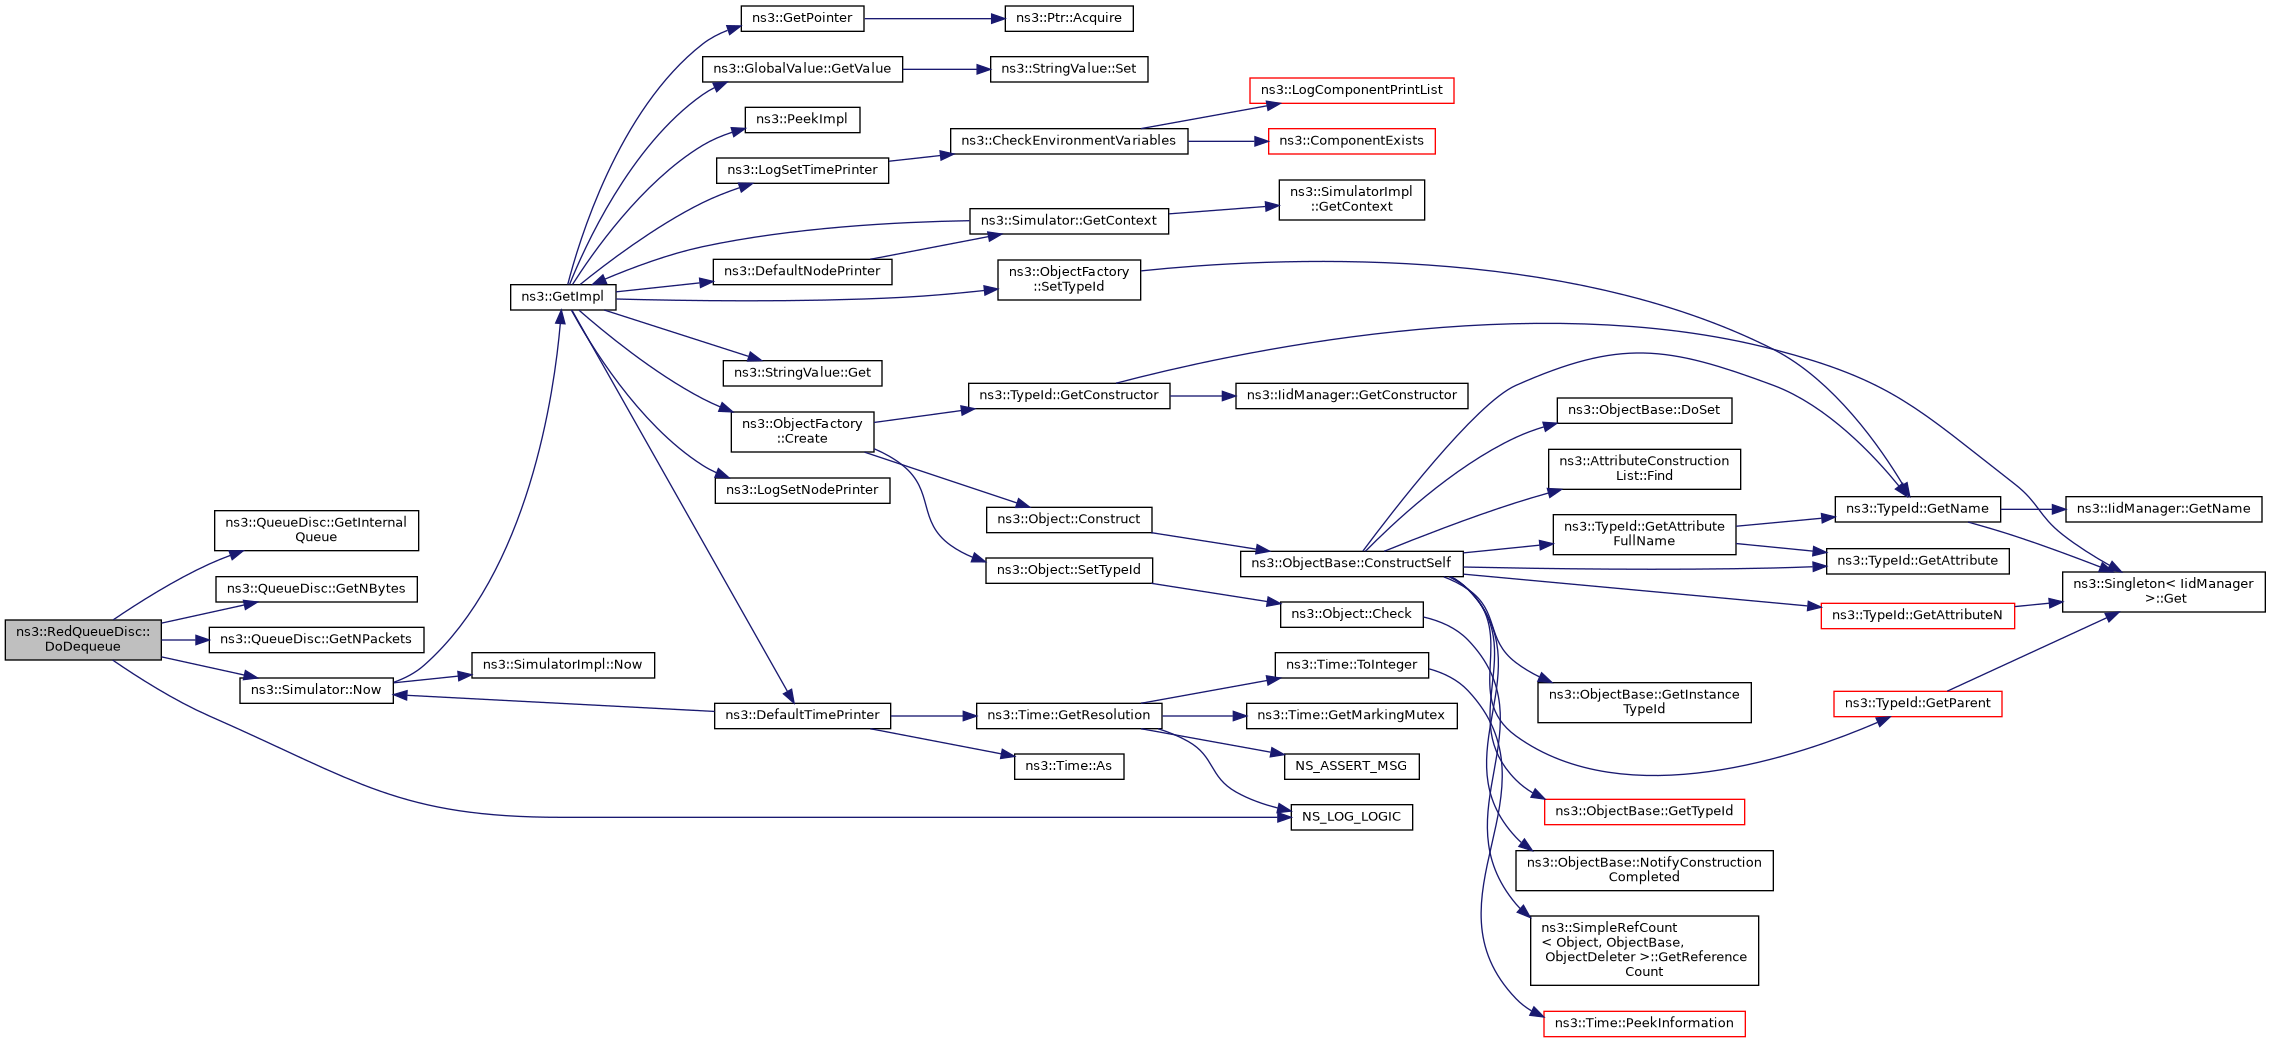 ns3::RedQueueDisc::
DoDequeue
ns3::QueueDisc::GetInternal
Queue
ns3::QueueDisc::GetNBytes
ns3::QueueDisc::GetNPackets
ns3::Simulator::Now
ns3::SimulatorImpl::Now
ns3::GetImpl
ns3::GetPointer
ns3::Ptr::Acquire
ns3::GlobalValue::GetValue
ns3::StringValue::Set
ns3::PeekImpl
ns3::LogSetTimePrinter
ns3::CheckEnvironmentVariables
ns3::LogComponentPrintList
ns3::ComponentExists
ns3::Simulator::GetContext
ns3::SimulatorImpl
::GetContext
ns3::DefaultNodePrinter
ns3::ObjectFactory
::SetTypeId
ns3::StringValue::Get
ns3::ObjectFactory
::Create
ns3::TypeId::GetConstructor
ns3::IidManager::GetConstructor
ns3::LogSetNodePrinter
ns3::Object::Construct
ns3::Object::SetTypeId
ns3::ObjectBase::ConstructSelf
ns3::Object::Check
ns3::DefaultTimePrinter
ns3::Time::GetResolution
ns3::Time::As
ns3::Time::ToInteger
ns3::Time::GetMarkingMutex
NS_ASSERT_MSG
NS_LOG_LOGIC
ns3::ObjectBase::DoSet
ns3::AttributeConstruction
List::Find
ns3::TypeId::GetAttribute
FullName
ns3::TypeId::GetName
ns3::IidManager::GetName
ns3::TypeId::GetAttribute
ns3::Singleton< IidManager
>::Get
ns3::TypeId::GetAttributeN
ns3::ObjectBase::GetInstance
TypeId
ns3::TypeId::GetParent
ns3::ObjectBase::GetTypeId
ns3::ObjectBase::NotifyConstruction
Completed
ns3::SimpleRefCount
< Object, ObjectBase,
ObjectDeleter >::GetReference
Count
ns3::Time::PeekInformation